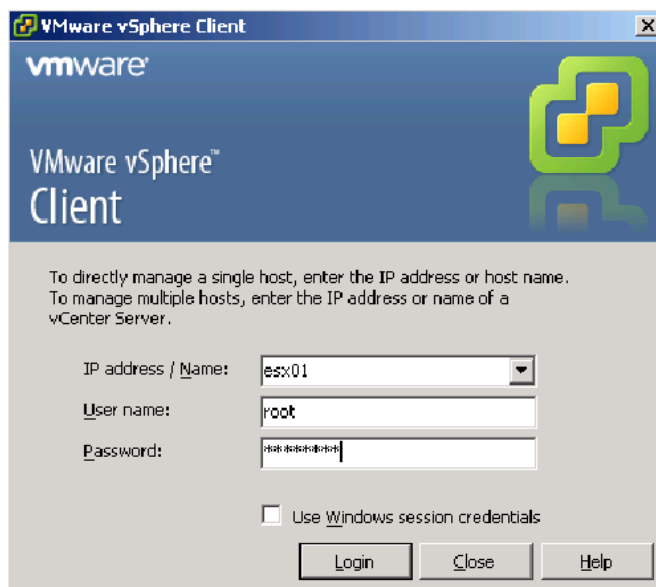 VMware vSphere Client
vmware
VMware vSphere™
Client
To directly manage a single host, enter the IP address or host name.
To manage multiple hosts, enter the IP address or name of a
vCenter Server.
IP address / Name: esx01
User name: root
Password: *********
Use Windows session credentials
Login Close Help